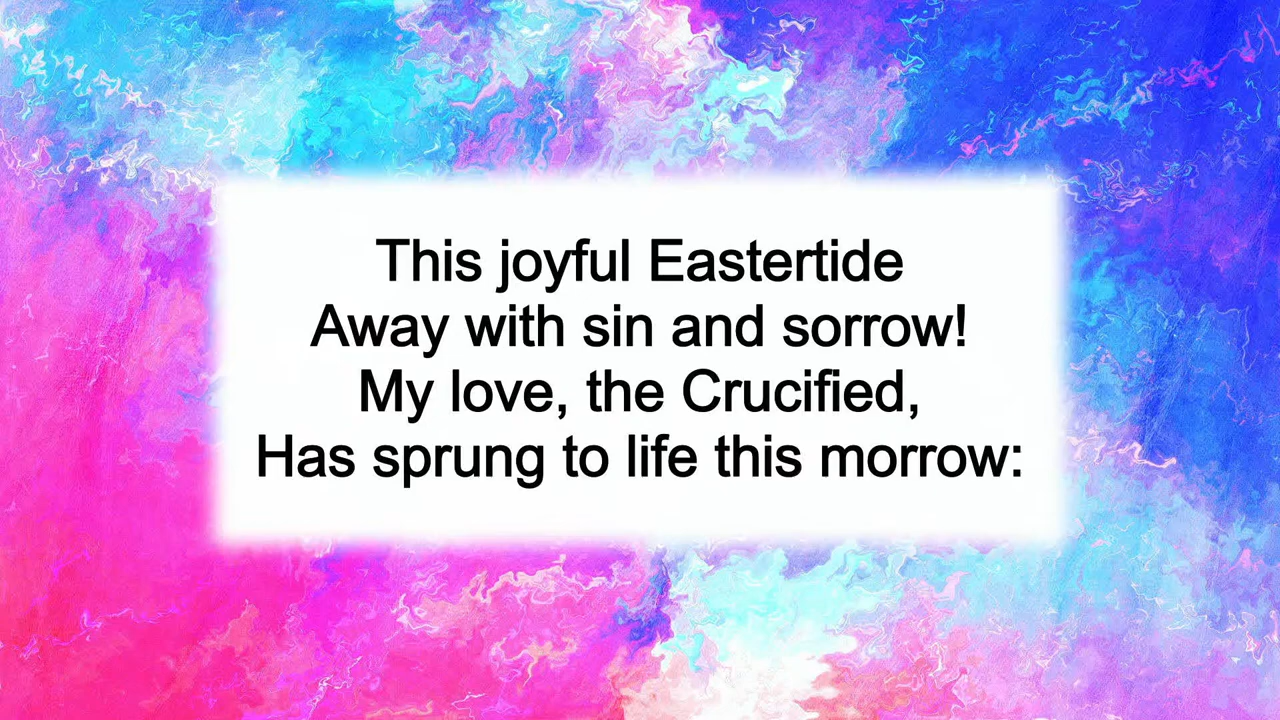 This joyful Eastertide
Away with sin and sorrow!
My love, the Crucified,
Has sprung to life this morrow: